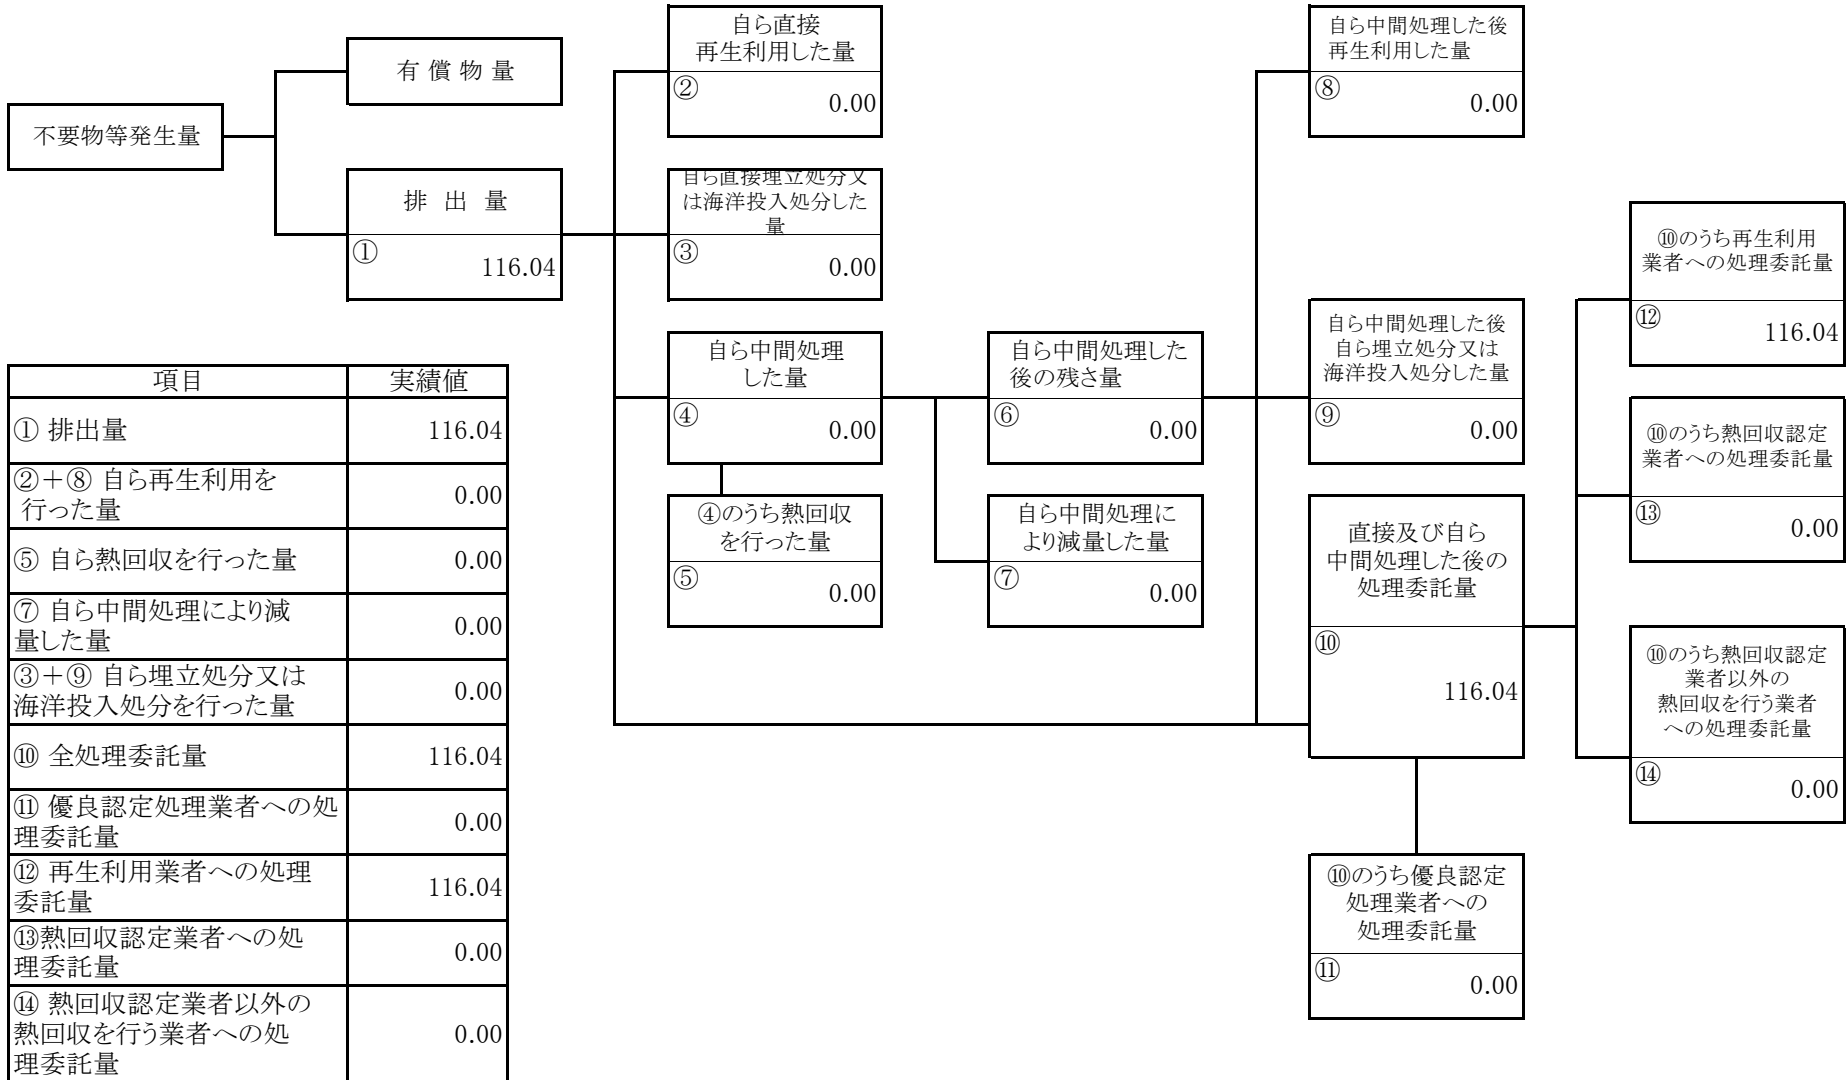 不要物等発生量
有 償 物 量
排 出 量
①
116.04
自ら直接
再生利用した量
②
0.00
自ら直接埋立処分又
は海洋投入処分した
量
③
0.00
自ら中間処理
した量
④
0.00
④のうち熱回収
を行った量
⑤
0.00
自ら中間処理した
後の残さ量
⑥
0.00
自ら中間処理に
より減量した量
⑦
0.00
自ら中間処理した後
再生利用した量
⑧
0.00
自ら中間処理した後
自ら埋立処分又は
海洋投入処分した量
⑨
0.00
直接及び自ら
中間処理した後の
処理委託量
⑩
116.04
⑩のうち優良認定
処理業者への
処理委託量
⑪
0.00
⑩のうち再生利用
業者への処理委託量
⑫
116.04
⑩のうち熱回収認定
業者への処理委託量
⑬
0.00
⑩のうち熱回収認定
業者以外の
熱回収を行う業者
への処理委託量
⑭
0.00
項目 実績値
① 排出量 116.04
②＋⑧ 自ら再生利用を
行った量 0.00
⑤ 自ら熱回収を行った量 0.00
⑦ 自ら中間処理により減
量した量 0.00
③＋⑨ 自ら埋立処分又は
海洋投入処分を行った量 0.00
⑩ 全処理委託量 116.04
⑪ 優良認定処理業者への処
理委託量 0.00
⑫ 再生利用業者への処理
委託量 116.04
⑬熱回収認定業者への処
理委託量 0.00
⑭ 熱回収認定業者以外の
熱回収を行う業者への処
理委託量 0.00